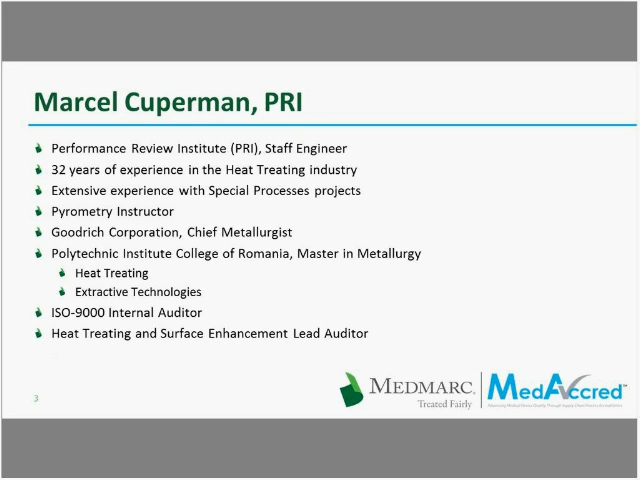 Marcel Cuperman, PRI
Performance Review Institute (PRI), Staff Engineer
32 years of experience in the Heat Treating industry
Extensive experience with Special Processes projects
Pyrometry Instructor
Goodrich Corporation, Chief Metallurgist
Polytechnic Institute College of Romania, Master in Metallurgy
Heat Treating
Extractive Technologies
ISO-9000 Internal Auditor
Heat Treating and Surface Enhancement Lead Auditor
3
MEDMARC
Treated Fairly
MedAccred™